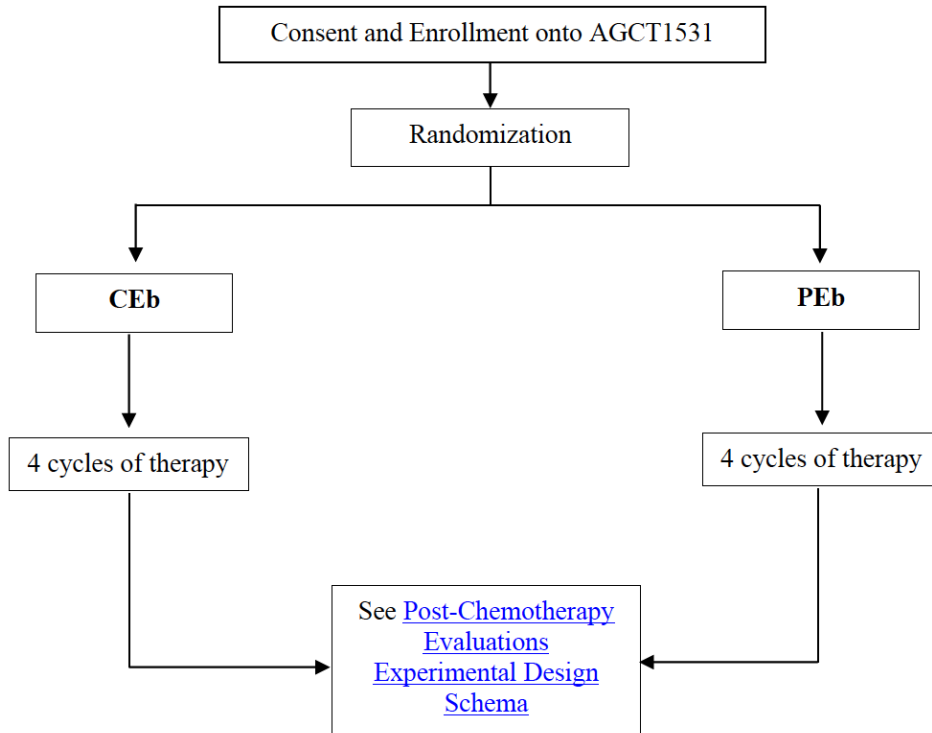 Consent and Enrollment onto AGCT1531
Randomization
CEb
PEb
4 cycles of therapy
4 cycles of therapy
See Post-Chemotherapy
Evaluations
Experimental Design
Schema